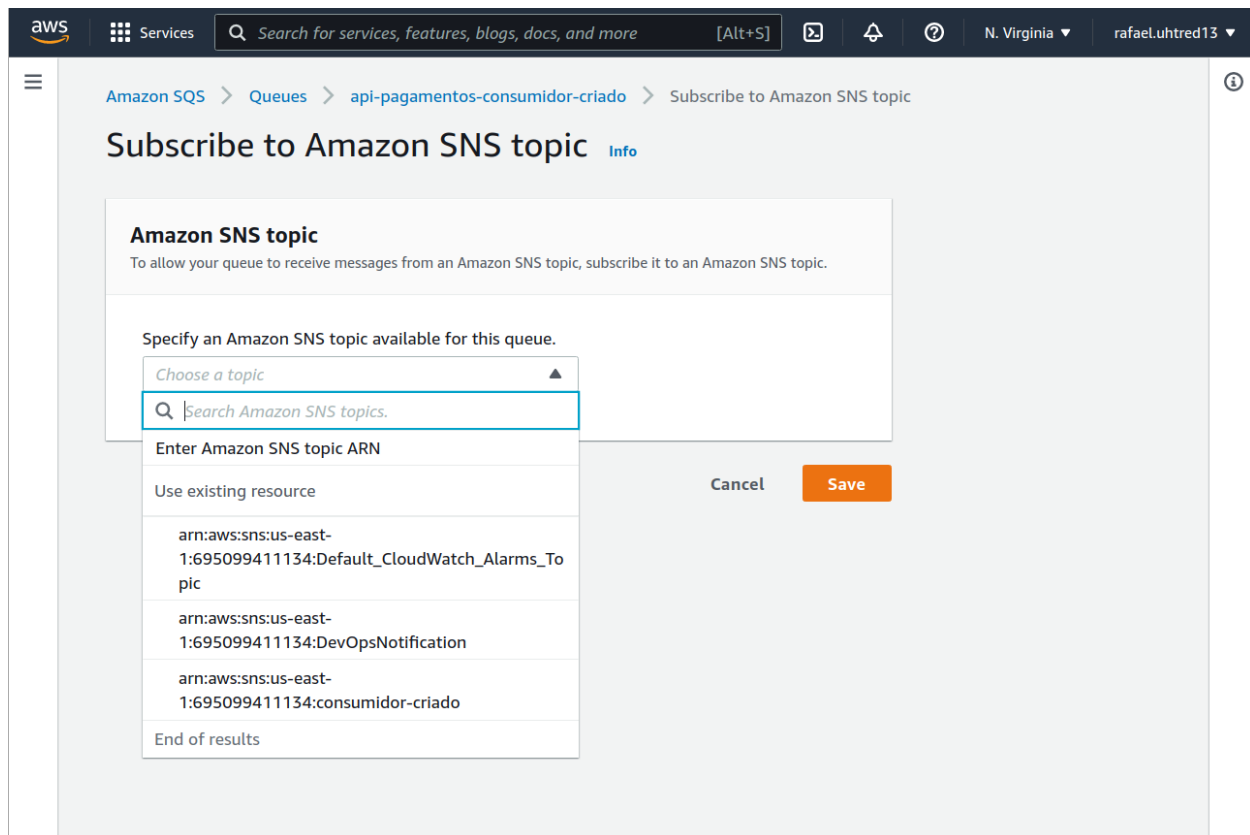 aws Services Search for services, features, blogs, docs, and more [Alt+S] N. Virginia ▼ rafael.uhtred13 ▼
Amazon SQS > Queues > api-pagamentos-consumidor-criado > Subscribe to Amazon SNS topic
Subscribe to Amazon SNS topic Info
Amazon SNS topic
To allow your queue to receive messages from an Amazon SNS topic, subscribe it to an Amazon SNS topic.
Specify an Amazon SNS topic available for this queue.
Choose a topic
Search Amazon SNS topics.
Enter Amazon SNS topic ARN
Cancel Save
Use existing resource
arn:aws:sns:us-east-
1:695099411134:Default_CloudWatch_Alarms_To
pic
arn:aws:sns:us-east-
1:695099411134:DevOpsNotification
arn:aws:sns:us-east-
1:695099411134:consumidor-criado
End of results